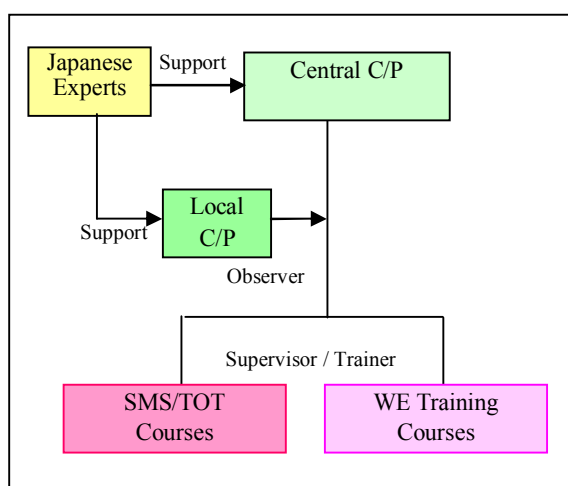 Japanese
Experts
Support
Central C/P
Support
Local
C/P
Observer
Supervisor / Trainer
SMS/TOT
Courses
WE Training
Courses